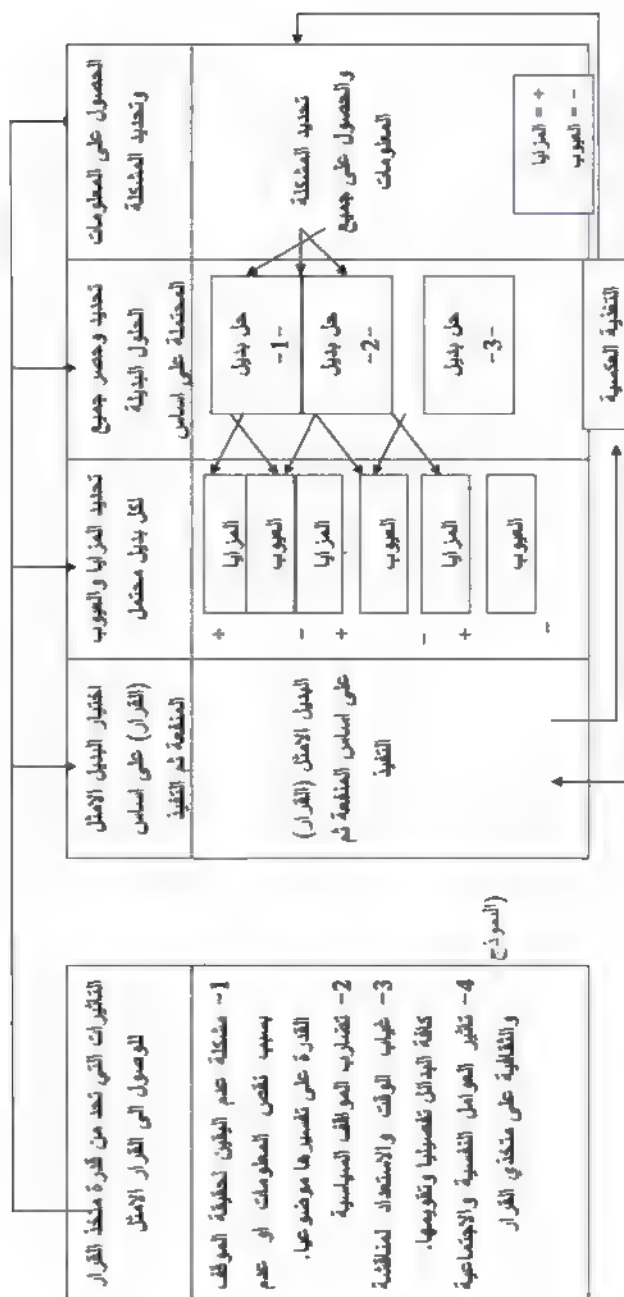 الحصول على المعلومات
وتحديد المشكلة
تحديد المشكلة
والحصول على جميع
المعلومات
المزايا = +
العيوب = -
تحديد وحصر جميع
الحلول البديلة
المحتملة على اساس
حل بديل
-1-
حل بديل
-2-
حل بديل
-3-
التغذية العكسية
تحديد المزايا والعيوب
لكل بديل محتمل
المزايا
العيوب
المزايا
العيوب
المزايا
العيوب
+
-
+
-
+
-
اختيار البديل الامثل
(القرار) على اساس
المنفعة ثم التنفيذ
البديل الامثل (القرار)
على اساس المنفعة ثم
التنفيذ
التأثيرات التي تحد من قدرة متخذ القرار
للوصول الى القرار الامثل
1- مشكلة عدم اليقين لحقيقة الموقف
بسبب نقص المعلومات او عدم
القدرة على تفسيرها موضوعيا.
2- تضارب المواقف السياسية
3- غياب الوقت والاستعداد لمناقشة
كافة البدائل تفصيليا وتقويمها.
4- تاثير العوامل النفسية والاجتماعية
والثقافية على متخذي القرار
(النموذج